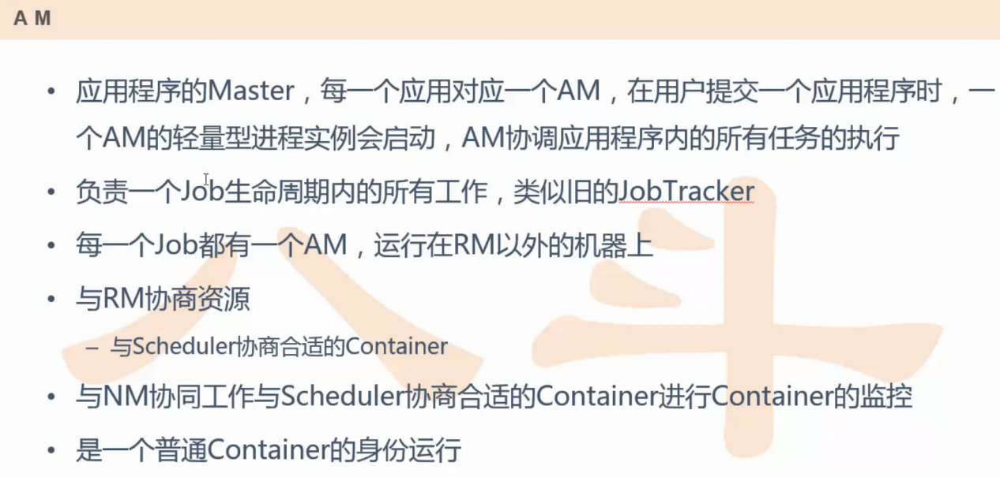 AM
• 应用程序的Master，每一个应用对应一个AM，在用户提交一个应用程序时，一
个AM的轻量型进程实例会启动，AM协调应用程序内的所有任务的执行
• 负责一个Job生命周期内的所有工作，类似旧的JobTracker
• 每一个Job都有一个AM，运行在RM以外的机器上
• 与RM协商资源
– 与Scheduler协商合适的Container
• 与NM协同工作与Scheduler协商合适的Container进行Container的监控
• 是一个普通Container的身份运行
八斗